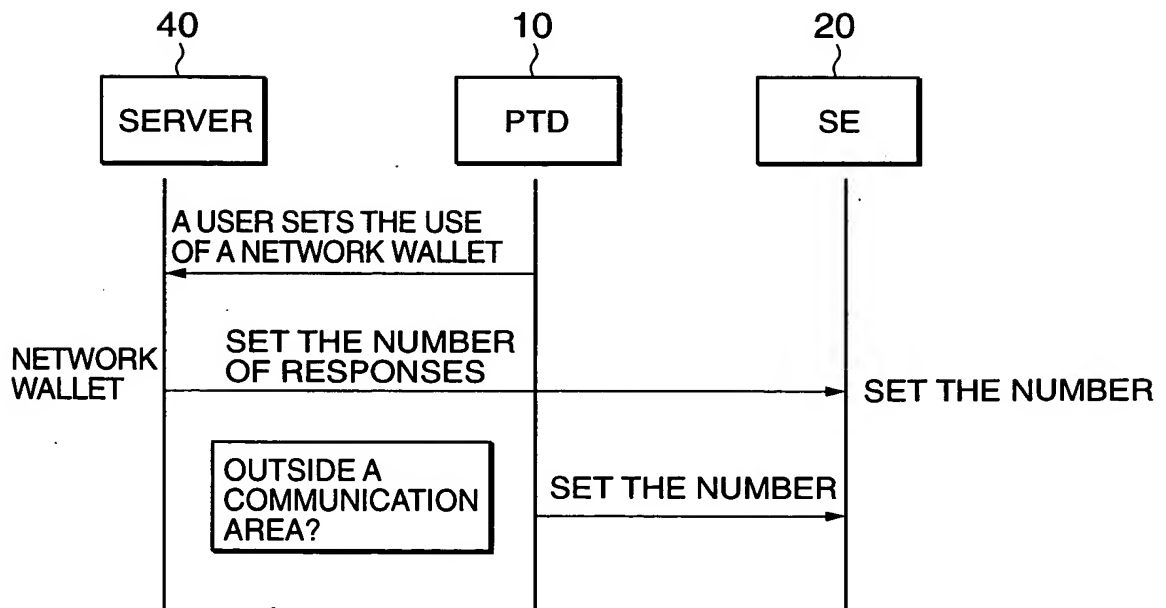 40 10 20
SERVER PTD SE
A USER SETS THE USE
OF A NETWORK WALLET
NETWORK
WALLET
SET THE NUMBER
OF RESPONSES
SET THE NUMBER
OUTSIDE A
COMMUNICATION
AREA?
SET THE NUMBER